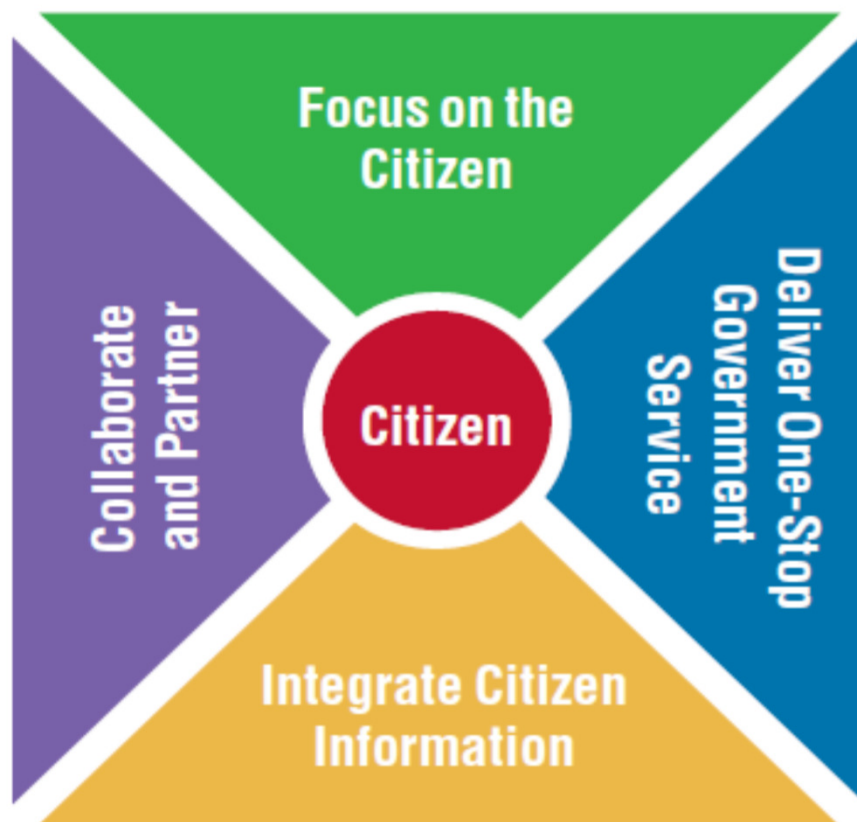 Focus on the
Citizen
Collaborate
and Partner
Citizen
Deliver One-Stop
Government
Service
Integrate Citizen
Information